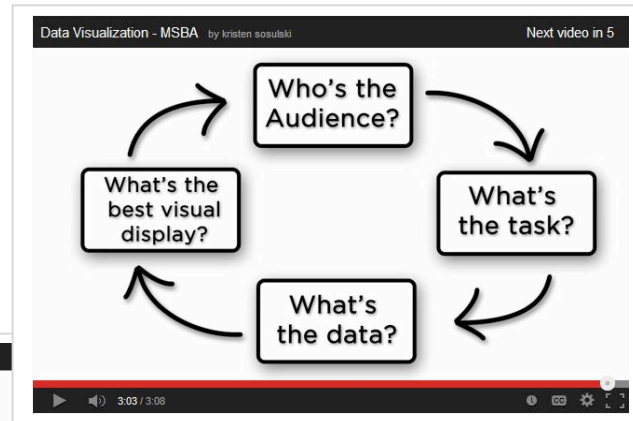 Data Visualization - MSBA by kristen sosulski Next video in 5
Who's the
Audience?
What's the
best visual
display?
What's
the task?
What's
the data?
3:03 / 3:08 CC